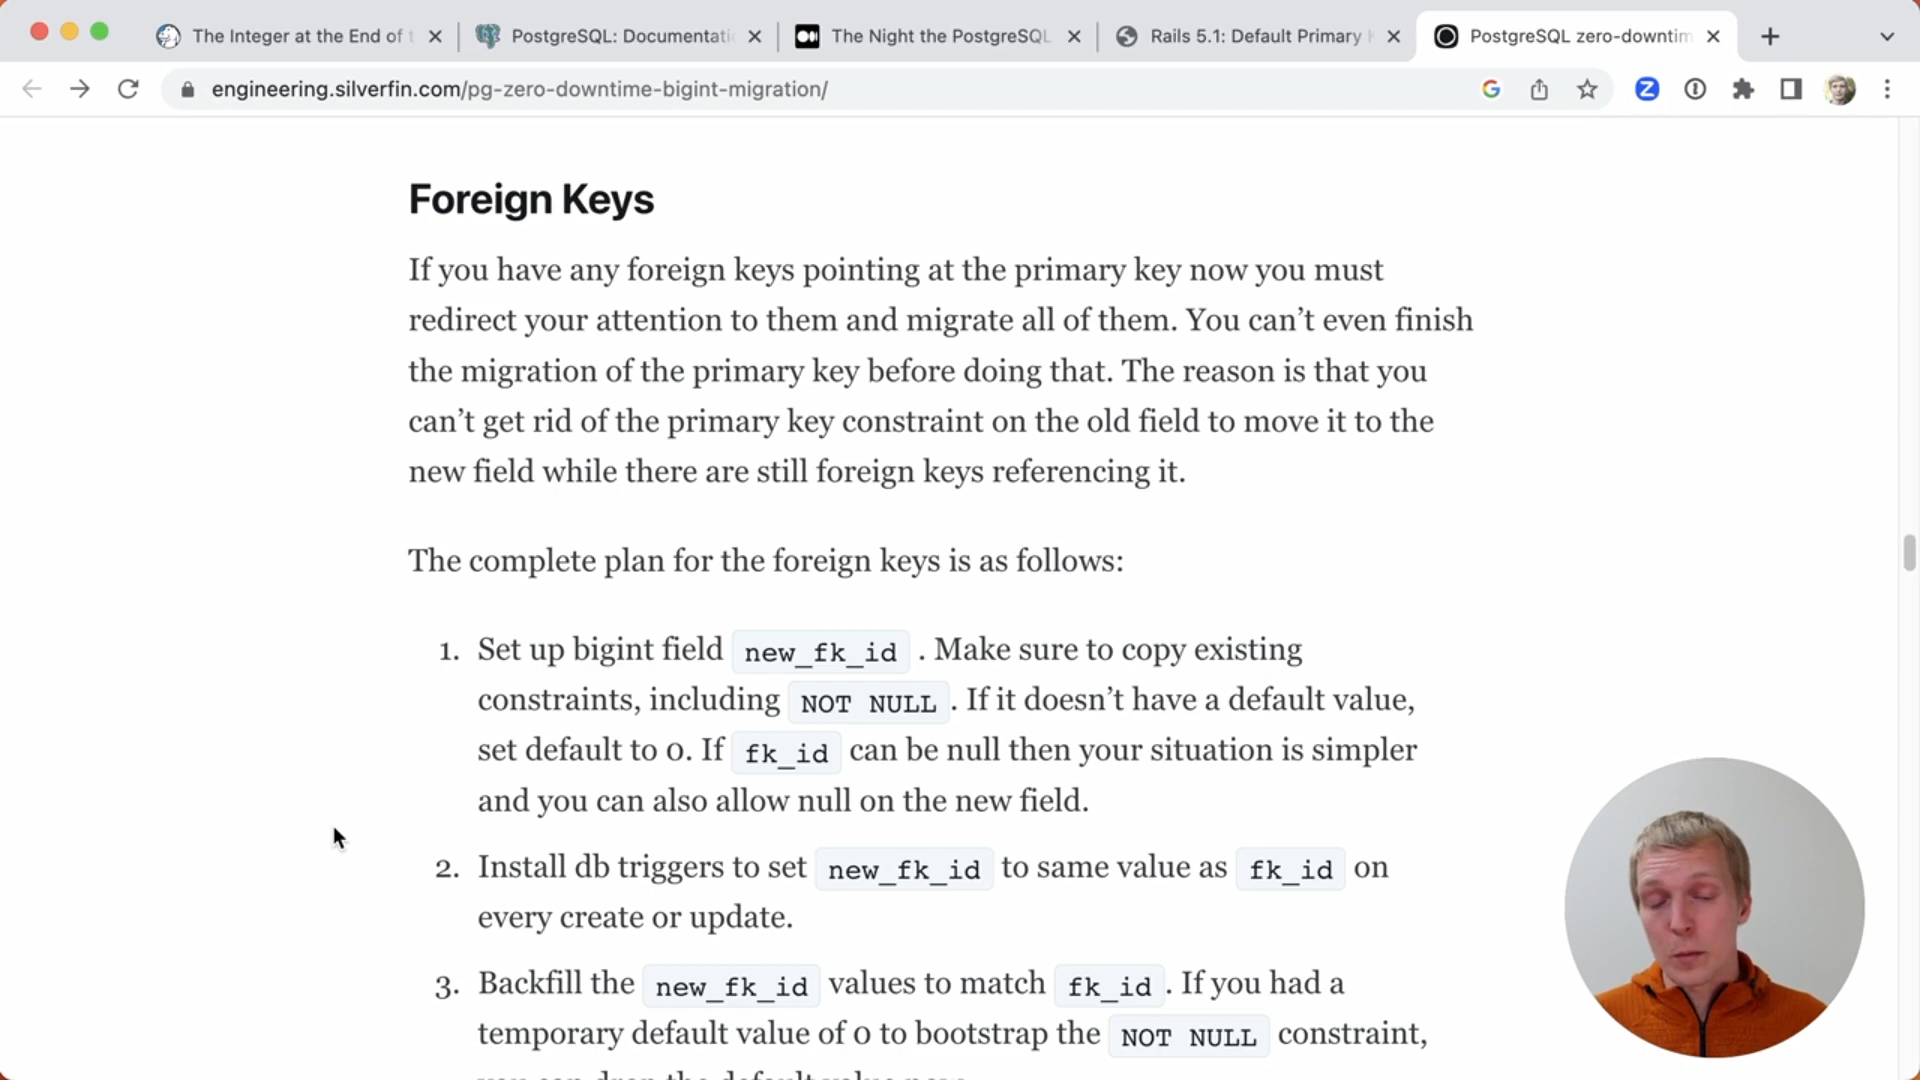 The Integer at the End of t
PostgreSQL: Documentati
The Night the PostgreSQL
Rails 5.1: Default Primary K
PostgreSQL zero-downtim
engineering.silverfin.com/pg-zero-downtime-bigint-migration/
Foreign Keys
If you have any foreign keys pointing at the primary key now you must
redirect your attention to them and migrate all of them. You can’t even finish
the migration of the primary key before doing that. The reason is that you
can’t get rid of the primary key constraint on the old field to move it to the
new field while there are still foreign keys referencing it.
The complete plan for the foreign keys is as follows:
1. Set up bigint field new_fk_id . Make sure to copy existing
constraints, including NOT NULL . If it doesn’t have a default value,
set default to 0. If fk_id can be null then your situation is simpler
and you can also allow null on the new field.
2. Install db triggers to set new_fk_id to same value as fk_id on
every create or update.
3. Backfill the new_fk_id values to match fk_id . If you had a
temporary default value of 0 to bootstrap the NOT NULL constraint,
you can drop the default value now.